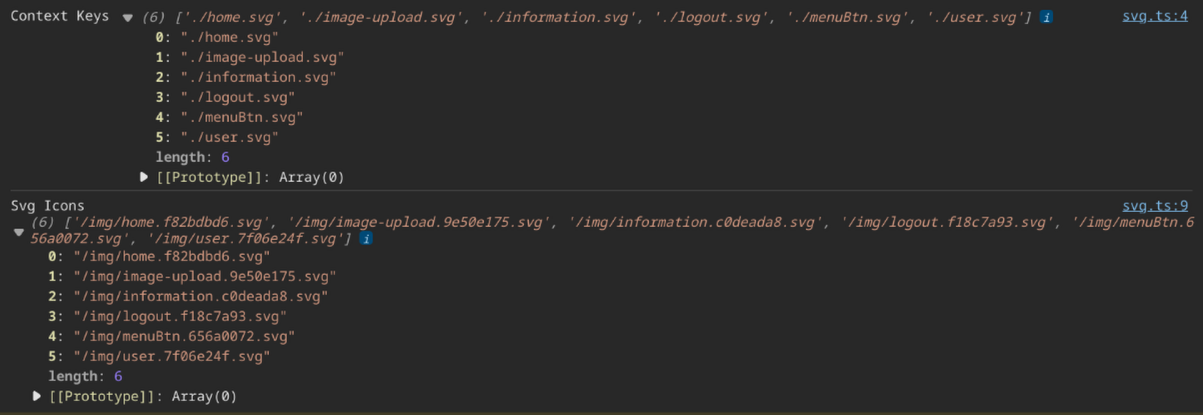 Context Keys ▼ (6) ['./home.svg', './image-upload.svg', './information.svg', './logout.svg', './menuBtn.svg', './user.svg'] i svg.ts:4
0: "./home.svg"
1: "./image-upload.svg"
2: "./information.svg"
3: "./logout.svg"
4: "./menuBtn.svg"
5: "./user.svg"
length: 6
▶ [[Prototype]]: Array(0)
Svg Icons svg.ts:9
(6) ['/img/home.f82bdbd6.svg', '/img/image-upload.9e50e175.svg', '/img/information.c0deada8.svg', '/img/logout.f18c7a93.svg', '/img/menuBtn.6
▼ 56a0072.svg', '/img/user.7f06e24f.svg'] i
0: "/img/home.f82bdbd6.svg"
1: "/img/image-upload.9e50e175.svg"
2: "/img/information.c0deada8.svg"
3: "/img/logout.f18c7a93.svg"
4: "/img/menuBtn.656a0072.svg"
5: "/img/user.7f06e24f.svg"
length: 6
▶ [[Prototype]]: Array(0)